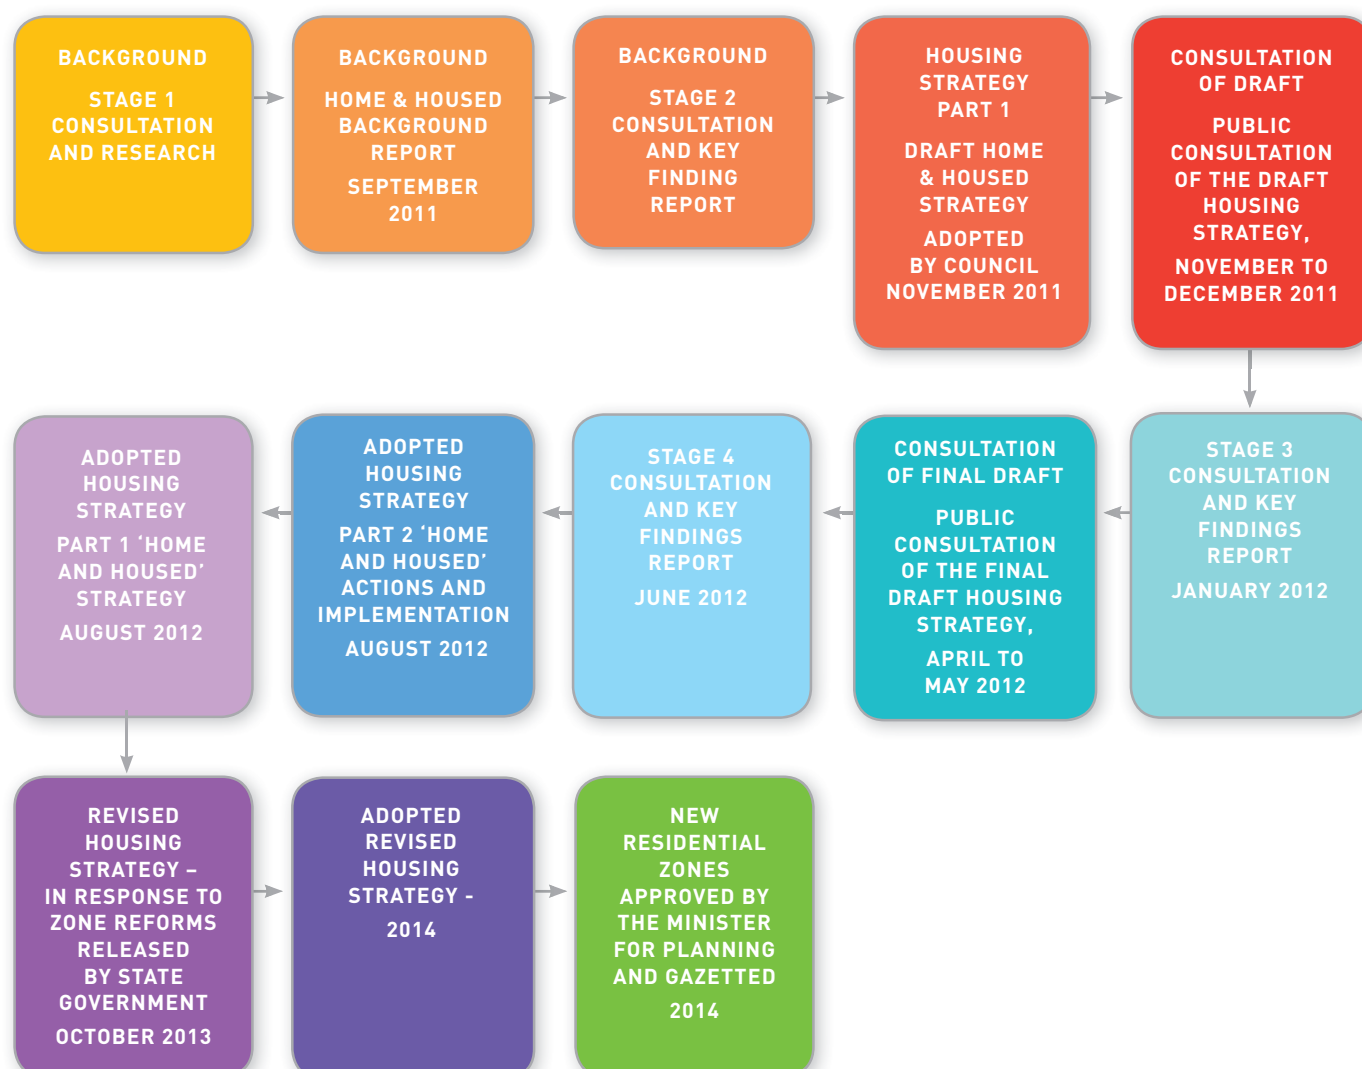 BACKGROUND
STAGE 1
CONSULTATION
AND RESEARCH
BACKGROUND
HOME & HOUSED
BACKGROUND
REPORT
SEPTEMBER
2011
BACKGROUND
STAGE 2
CONSULTATION
AND KEY
FINDING
REPORT
HOUSING
STRATEGY
PART 1
DRAFT HOME
& HOUSED
STRATEGY
ADOPTED
BY COUNCIL
NOVEMBER 2011
CONSULTATION
OF DRAFT
PUBLIC
CONSULTATION
OF THE DRAFT
HOUSING
STRATEGY,
NOVEMBER TO
DECEMBER 2011
STAGE 3
CONSULTATION
AND KEY
FINDINGS
REPORT
JANUARY 2012
CONSULTATION
OF FINAL DRAFT
PUBLIC
CONSULTATION
OF THE FINAL
DRAFT HOUSING
STRATEGY,
APRIL TO
MAY 2012
STAGE 4
CONSULTATION
AND KEY
FINDINGS
REPORT
JUNE 2012
ADOPTED
HOUSING
STRATEGY
PART 2 ‘HOME
AND HOUSED’
ACTIONS AND
IMPLEMENTATION
AUGUST 2012
ADOPTED
HOUSING
STRATEGY
PART 1 ‘HOME
AND HOUSED’
STRATEGY
AUGUST 2012
REVISED
HOUSING
STRATEGY –
IN RESPONSE TO
ZONE REFORMS
RELEASED
BY STATE
GOVERNMENT
OCTOBER 2013
ADOPTED
REVISED
HOUSING
STRATEGY -
2014
NEW
RESIDENTIAL
ZONES
APPROVED BY
THE MINISTER
FOR PLANNING
AND GAZETTED
2014